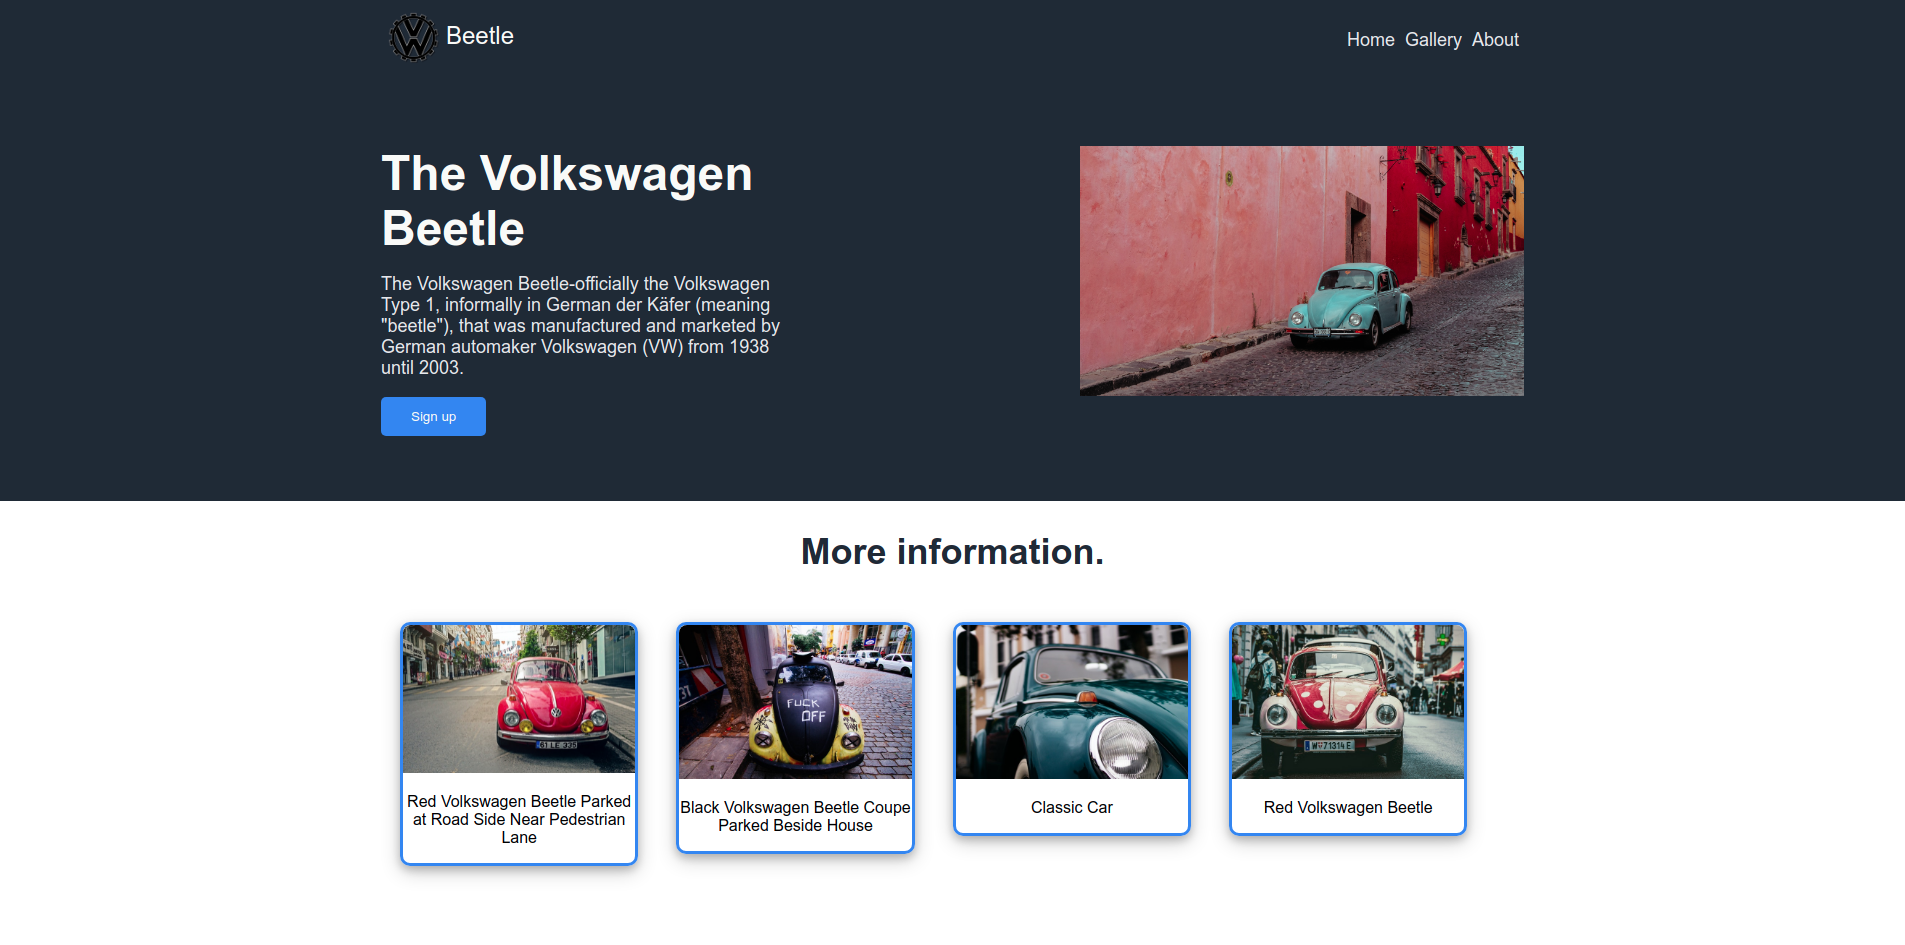 Beetle
Home Gallery About
The Volkswagen
Beetle
The Volkswagen Beetle-officially the Volkswagen
Type 1, informally in German der Käfer (meaning
"beetle"), that was manufactured and marketed by
German automaker Volkswagen (VW) from 1938
until 2003.
Sign up
More information.
61 LE 335
FUCK
OFF
W 71314 E
Red Volkswagen Beetle Parked
at Road Side Near Pedestrian
Lane
Black Volkswagen Beetle Coupe
Parked Beside House
Classic Car
Red Volkswagen Beetle